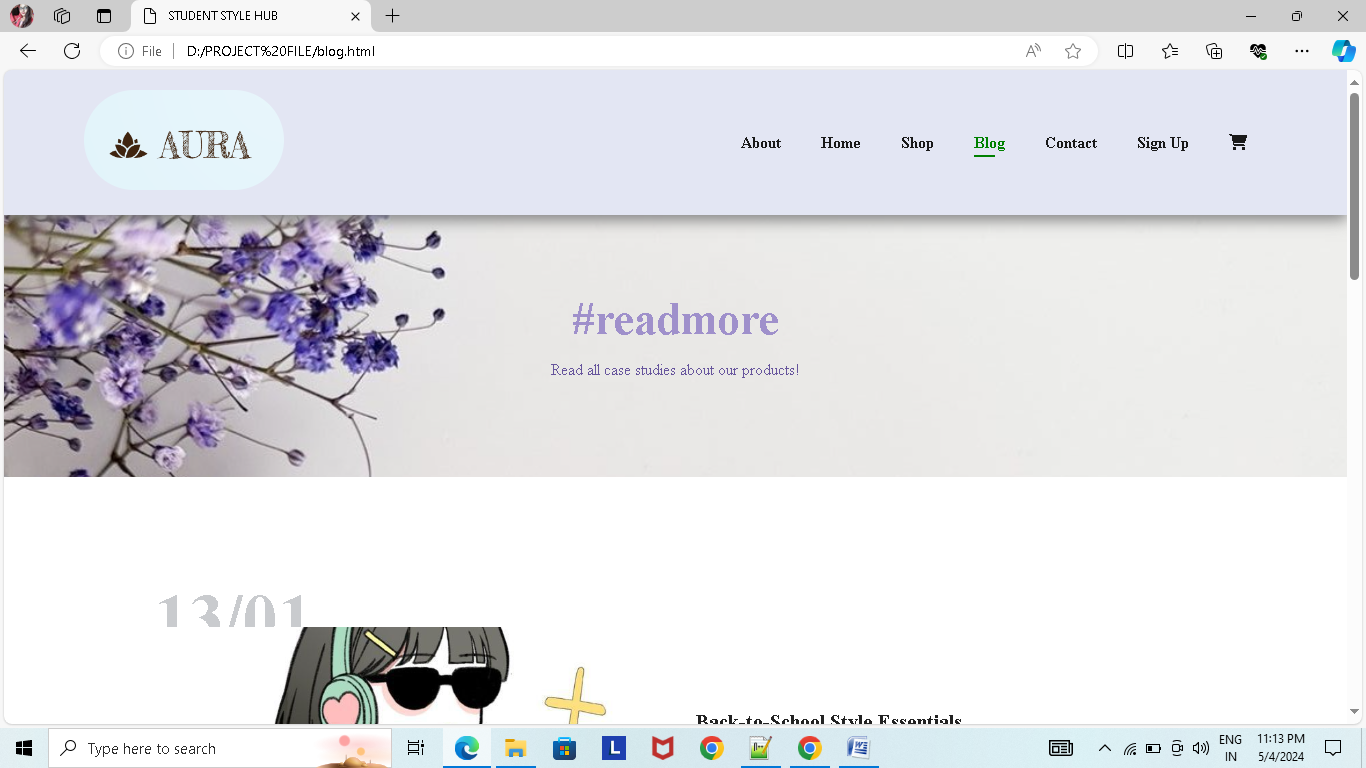 STUDENT STYLE HUB
File
D:/PROJECT%20FILE/blog.html
AURA
About Home Shop Blog Contact Sign Up
#readmore
Read all case studies about our products!
13/01
Back-to-School Style Essentials
Type here to search
L
W
ENG
IN
11:13 PM
5/4/2024